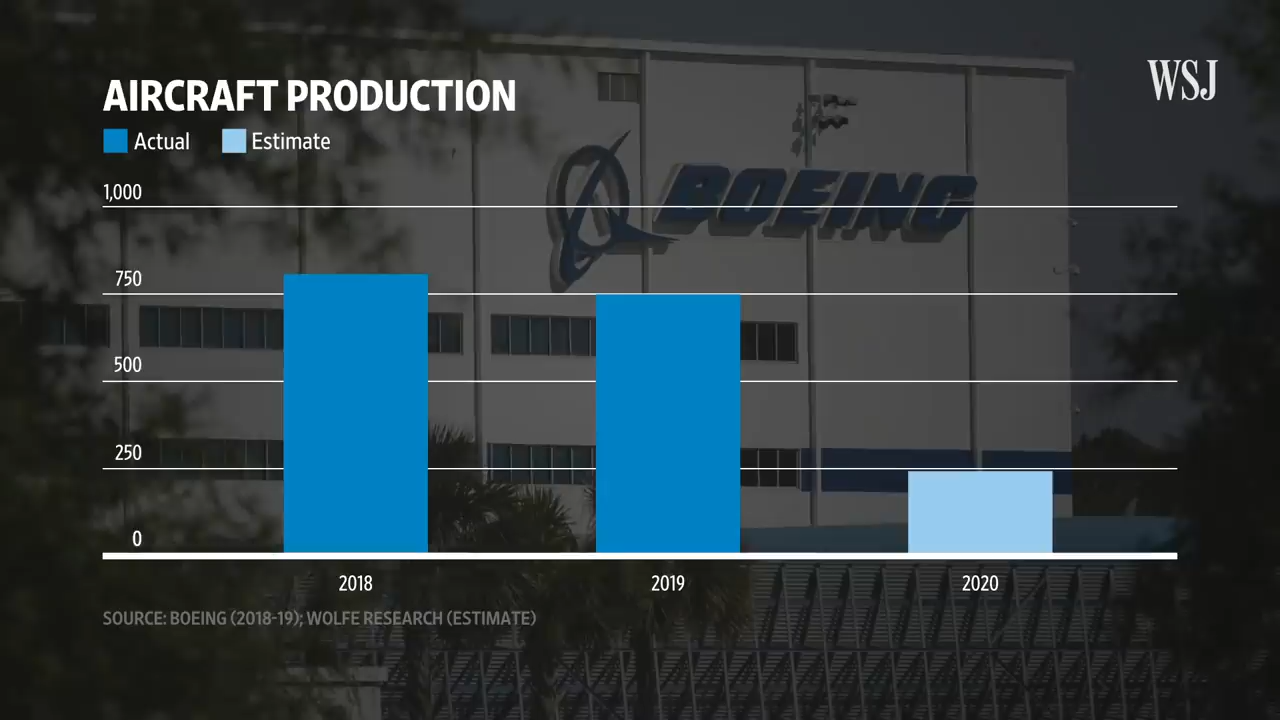 WSJ
AIRCRAFT PRODUCTION
Actual Estimate
1,000
BOEING
750
500
250
0
2018 2019 2020
SOURCE: BOEING (2018-19); WOLFE RESEARCH (ESTIMATE)